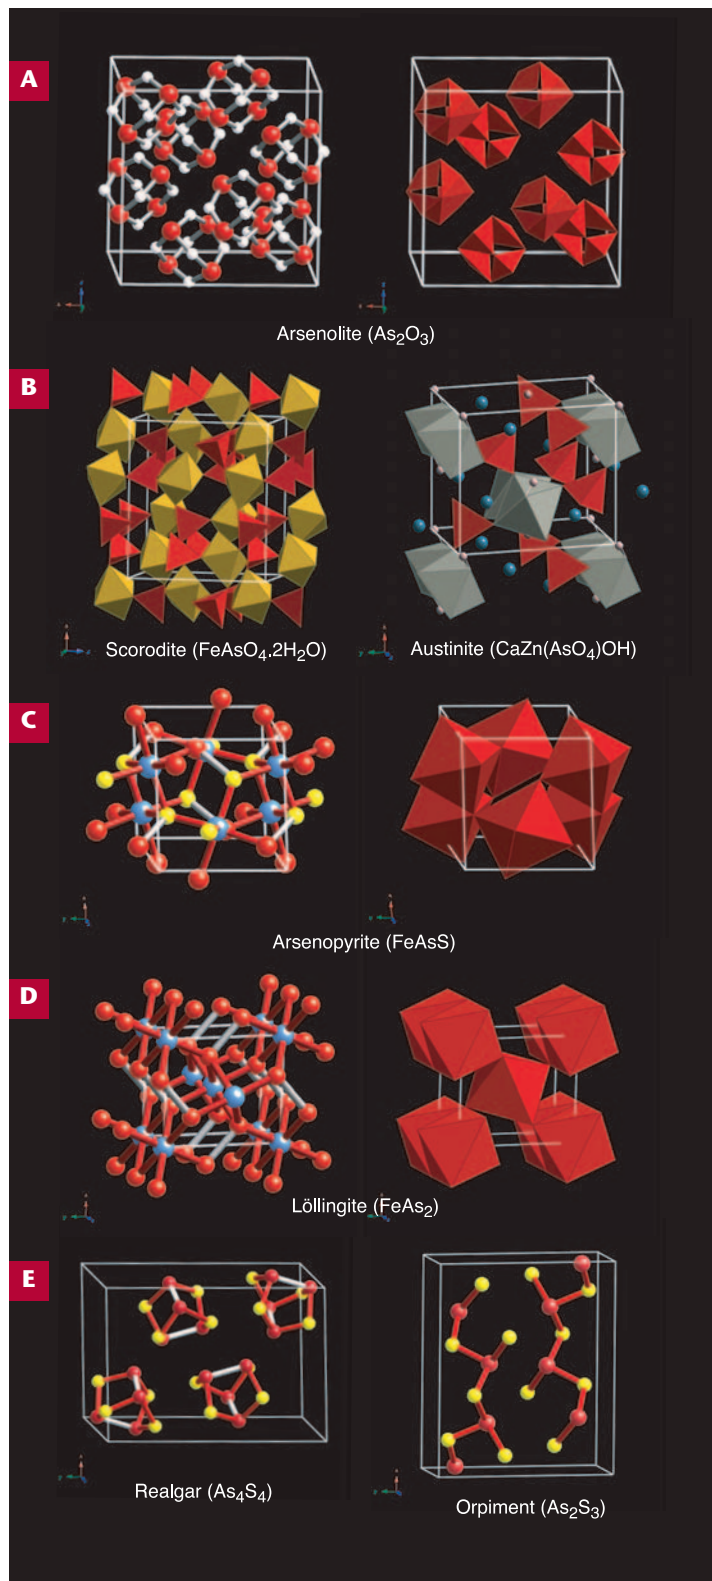 A
Arsenolite (As₂O₃)
B
Scorodite (FeAsO₄.2H₂O)
Austinite (CaZn(AsO₄)OH)
C
Arsenopyrite (FeAsS)
D
Löllingite (FeAs₂)
E
Realgar (As₄S₄)
Orpiment (As₂S₃)